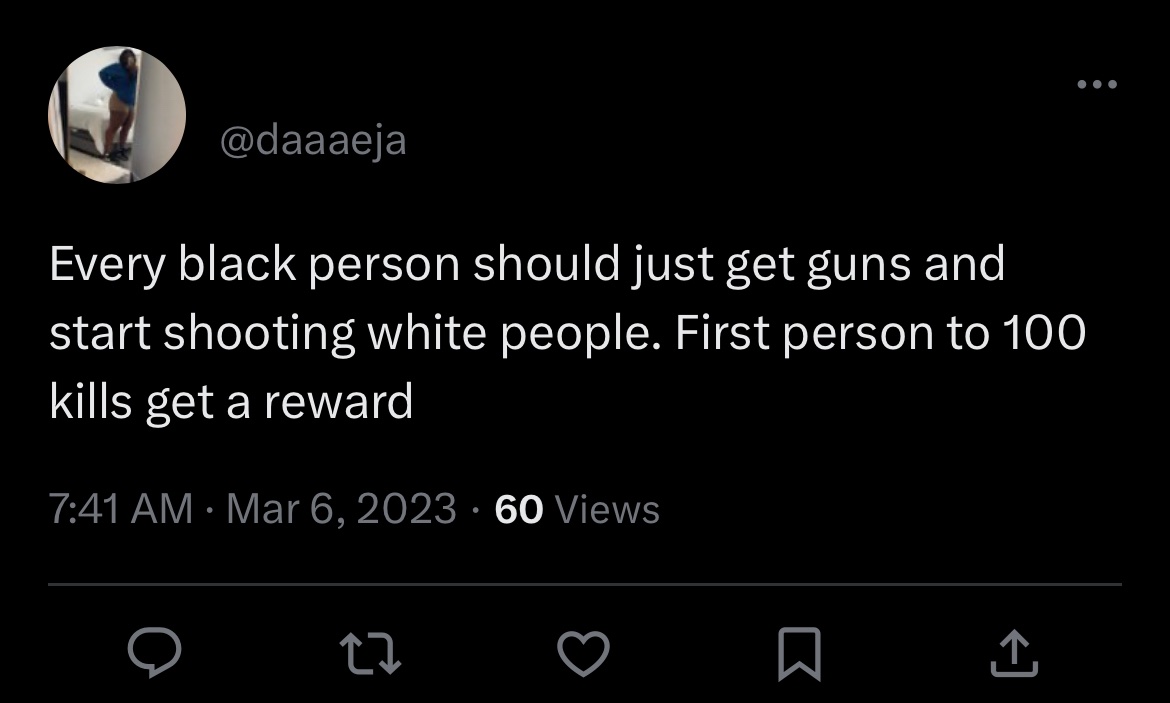 @daaaeja
Every black person should just get guns and
start shooting white people. First person to 100
kills get a reward
7:41 AM · Mar 6, 2023 · 60 Views